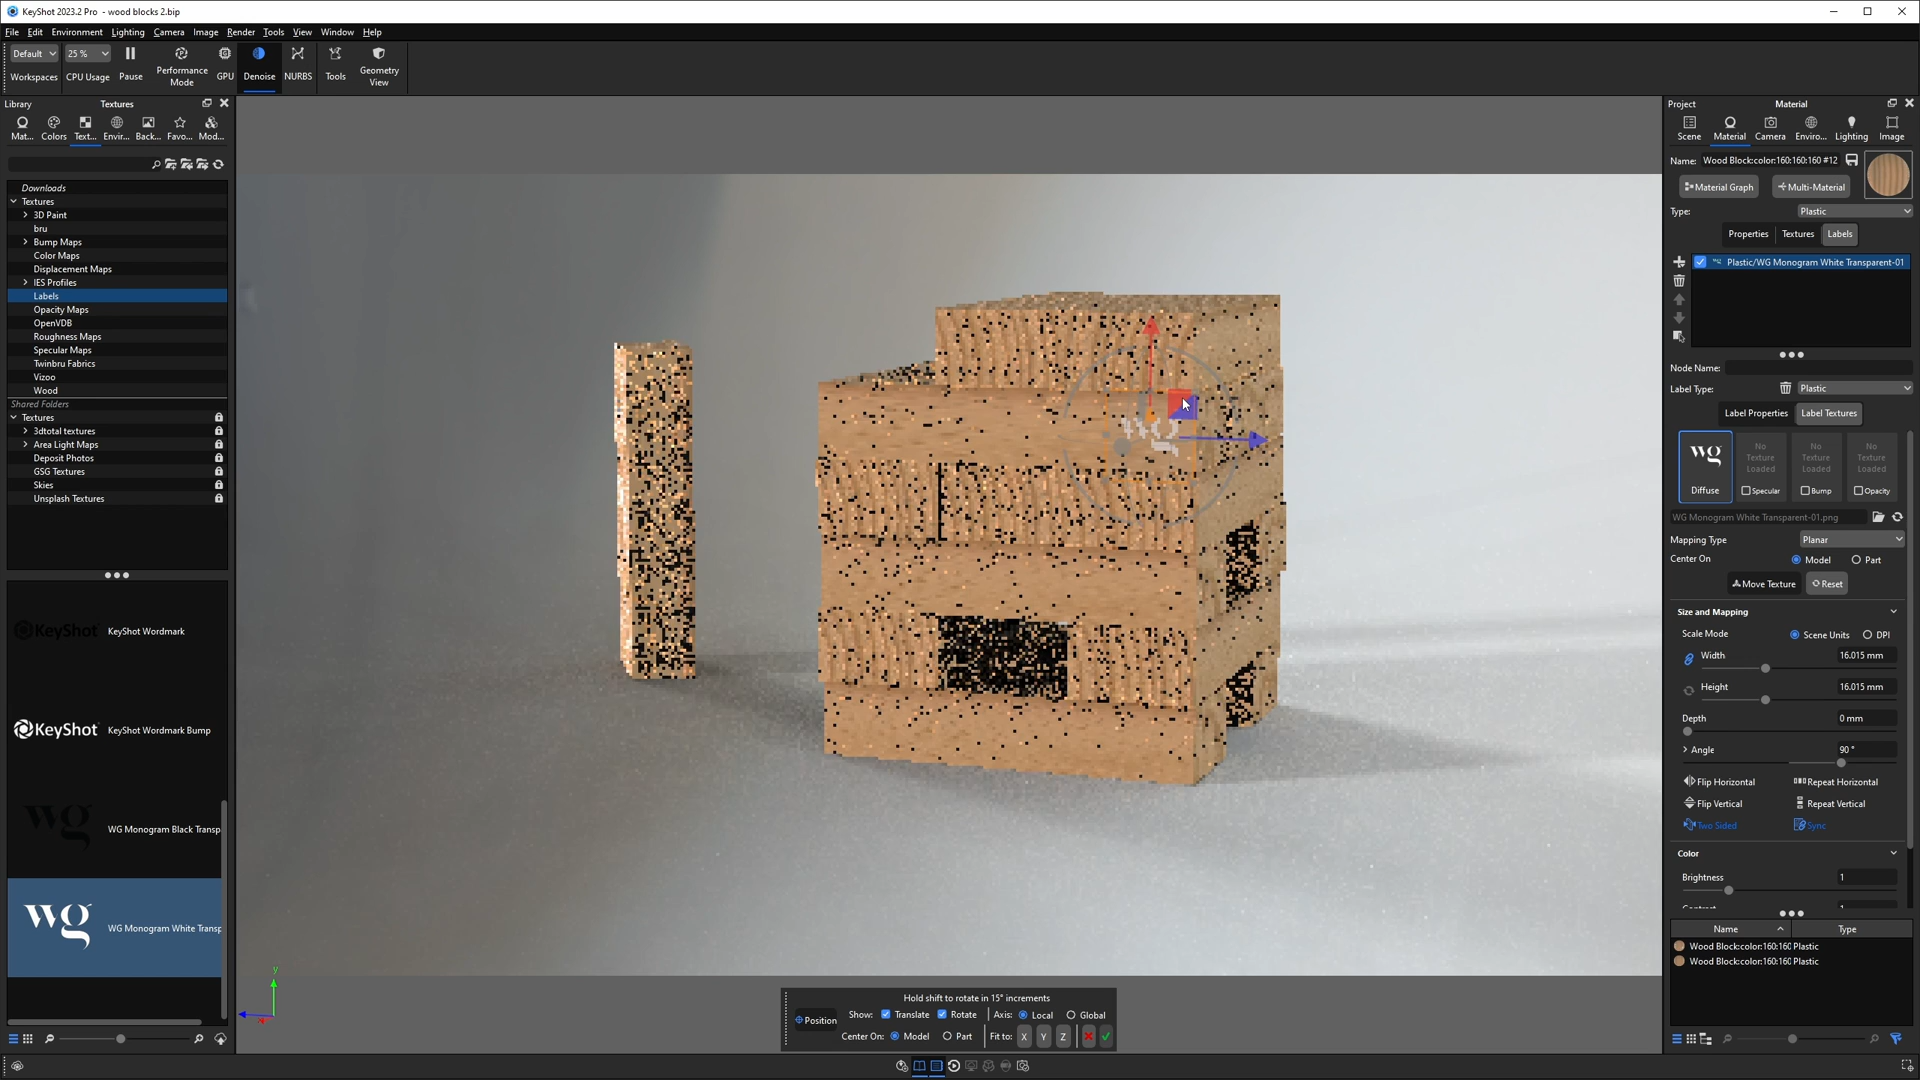 KeyShot 2023.2 Pro - wood blocks 2.bip
File Edit Environment Lighting Camera Image Render Tools View Window Help
Default 25 %
Workspaces CPU Usage Pause Performance Mode GPU Denoise NURBS Tools Geometry View
Library Textures
Mat... Colors Text... Envir... Back... Favo... Mod...
Downloads
Textures
3D Paint
bru
Bump Maps
Color Maps
Displacement Maps
IES Profiles
Labels
Opacity Maps
OpenVDB
Roughness Maps
Specular Maps
Twinbru Fabrics
Vizoo
Wood
Shared Folders
Textures
3dtotal textures
Area Light Maps
Deposit Photos
GSG Textures
Skies
Unsplash Textures
KeyShot KeyShot Wordmark
KeyShot KeyShot Wordmark Bump
wg WG Monogram Black Transp
wg WG Monogram White Transp
wg
y
Hold shift to rotate in 15° increments
Position
Show: Translate Rotate Axis: Local Global
Center On: Model Part Fit to: X Y Z
Project Material
Scene Material Camera Enviro... Lighting Image
Name: Wood Block:color:160:160:160 #12
Material Graph Multi-Material
Type: Plastic
Properties Textures Labels
Plastic/WG Monogram White Transparent-01
Node Name:
Label Type: Plastic
Label Properties Label Textures
wg Diffuse
No Texture Loaded Specular
No Texture Loaded Bump
No Texture Loaded Opacity
WG Monogram White Transparent-01.png
Mapping Type Planar
Center On Model Part
Move Texture Reset
Size and Mapping
Scale Mode Scene Units DPI
Width 16.015 mm
Height 16.015 mm
Depth 0 mm
Angle 90 °
Flip Horizontal Repeat Horizontal
Flip Vertical Repeat Vertical
Two Sided Sync
Color
Brightness 1
Name Type
Wood Block:color:160:160 Plastic
Wood Block:color:160:160 Plastic